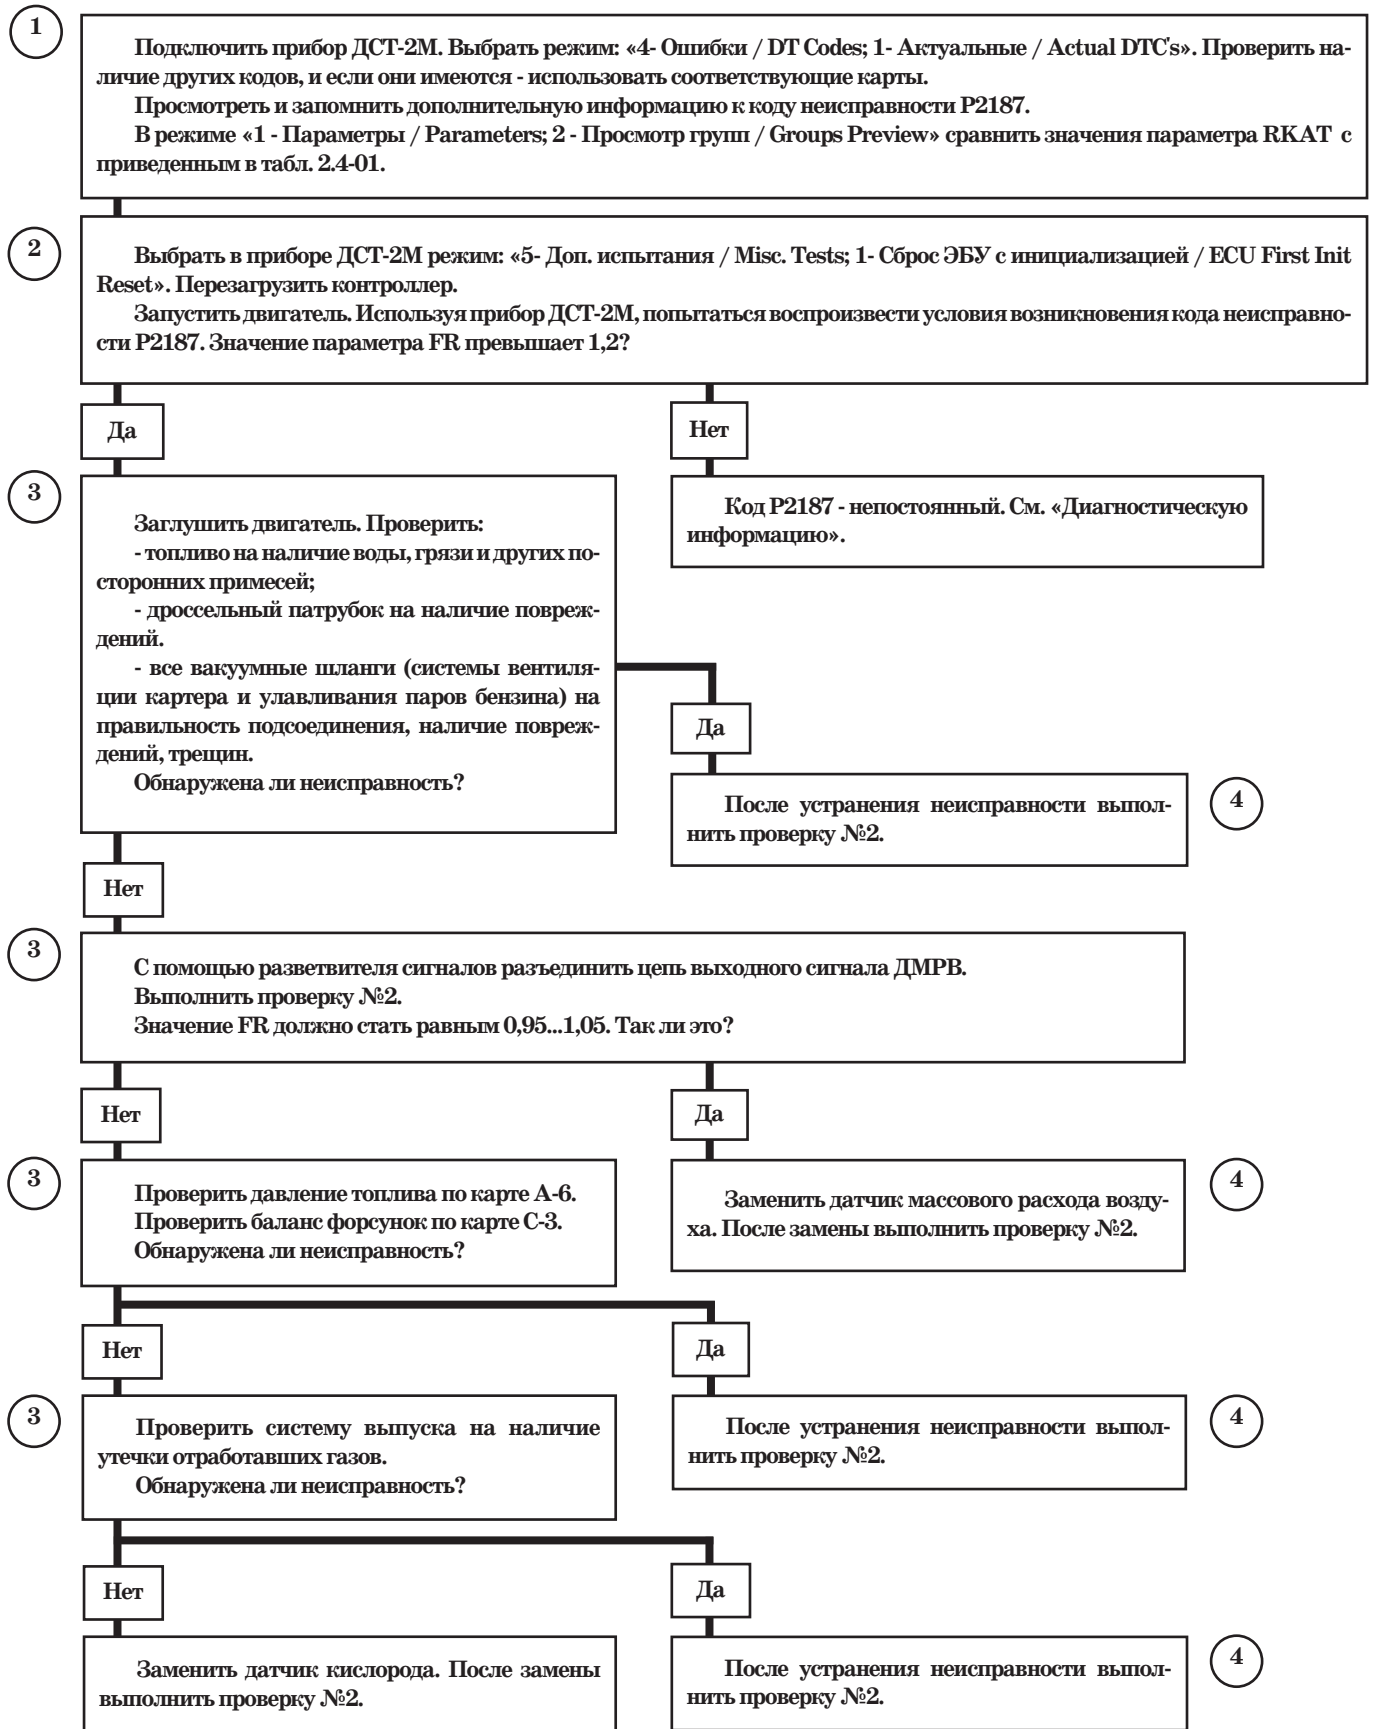 1
Подключить прибор ДСТ-2М. Выбрать режим: «4- Ошибки / DT Codes; 1- Актуальные / Actual DTC's». Проверить на-
личие других кодов, и если они имеются - использовать соответствующие карты.
Просмотреть и запомнить дополнительную информацию к коду неисправности Р2187.
В режиме «1 - Параметры / Parameters; 2 - Просмотр групп / Groups Preview» сравнить значения параметра RKAT с
приведенным в табл. 2.4-01.
2
Выбрать в приборе ДСТ-2М режим: «5- Доп. испытания / Misc. Tests; 1- Сброс ЭБУ с инициализацией / ECU First Init
Reset». Перезагрузить контроллер.
Запустить двигатель. Используя прибор ДСТ-2М, попытаться воспроизвести условия возникновения кода неисправно-
сти Р2187. Значение параметра FR превышает 1,2?
Да
Нет
3
Заглушить двигатель. Проверить:
- топливо на наличие воды, грязи и других по-
сторонних примесей;
- дроссельный патрубок на наличие повреж-
дений.
- все вакуумные шланги (системы вентиля-
ции картера и улавливания паров бензина) на
правильность подсоединения, наличие повреж-
дений, трещин.
Обнаружена ли неисправность?
Код Р2187 - непостоянный. См. «Диагностическую
информацию».
Да
После устранения неисправности выпол-
нить проверку №2.
4
Нет
3
С помощью разветвителя сигналов разъединить цепь выходного сигнала ДМРВ.
Выполнить проверку №2.
Значение FR должно стать равным 0,95...1,05. Так ли это?
Нет
Да
3
Проверить давление топлива по карте А-6.
Проверить баланс форсунок по карте С-3.
Обнаружена ли неисправность?
Заменить датчик массового расхода возду-
ха. После замены выполнить проверку №2.
4
Нет
Да
3
Проверить систему выпуска на наличие
утечки отработавших газов.
Обнаружена ли неисправность?
После устранения неисправности выпол-
нить проверку №2.
4
Нет
Да
Заменить датчик кислорода. После замены
выполнить проверку №2.
После устранения неисправности выпол-
нить проверку №2.
4